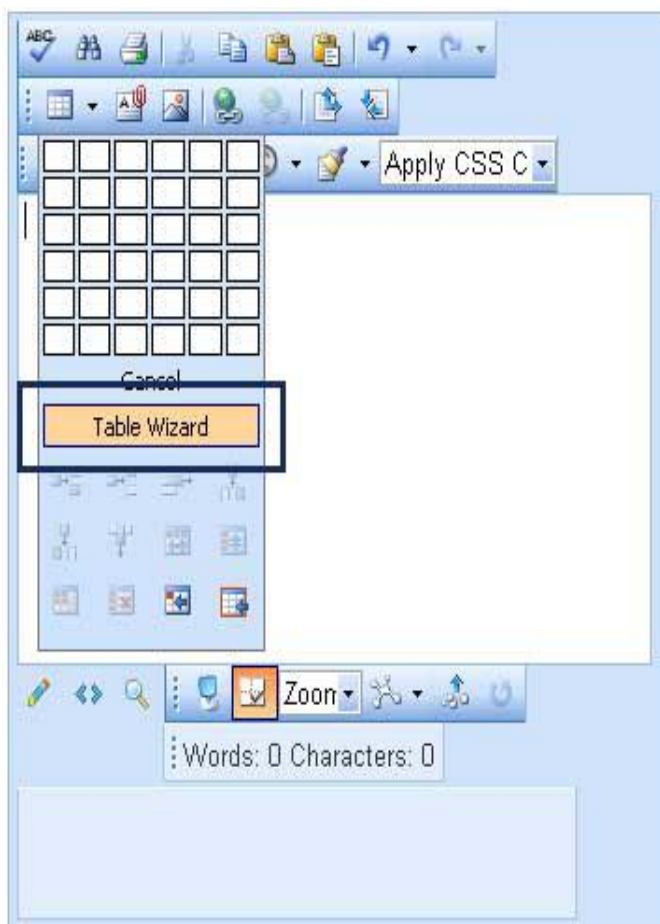 ABC
Apply CSS C
Cancel
Table Wizard
Zoom
Words: 0 Characters: 0